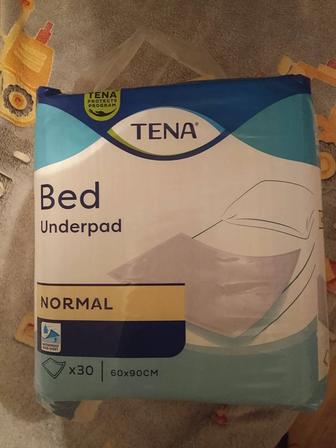 TENA
PROTECTS
PROGRAM
TENA®
Bed
Underpad
NORMAL
x30 | 60x90CM